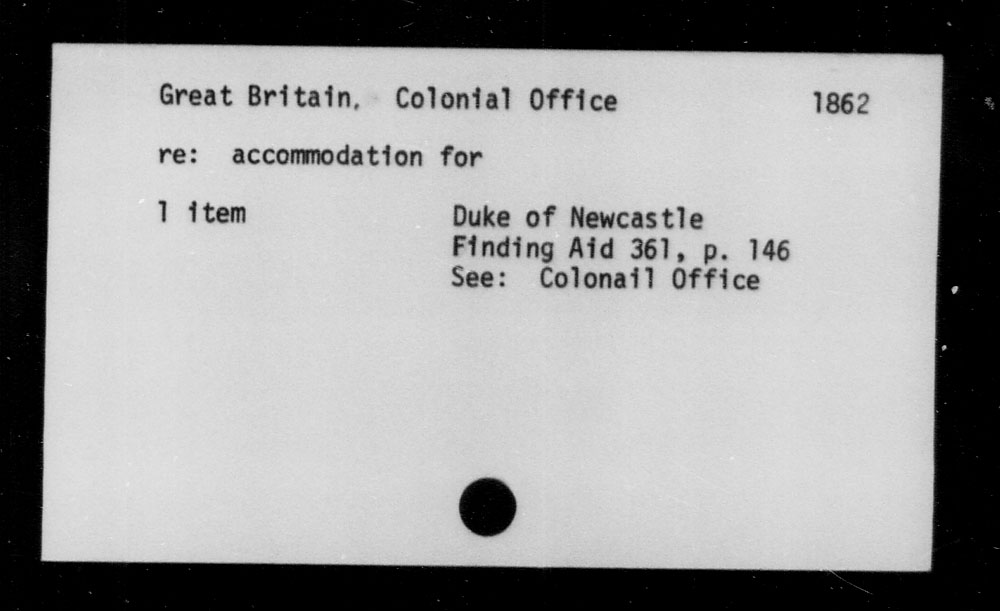 Great Britain. Colonial Office 1862
re: accommodation for
1 item Duke of Newcastle
Finding Aid 361, p. 146
See: Colonail Office